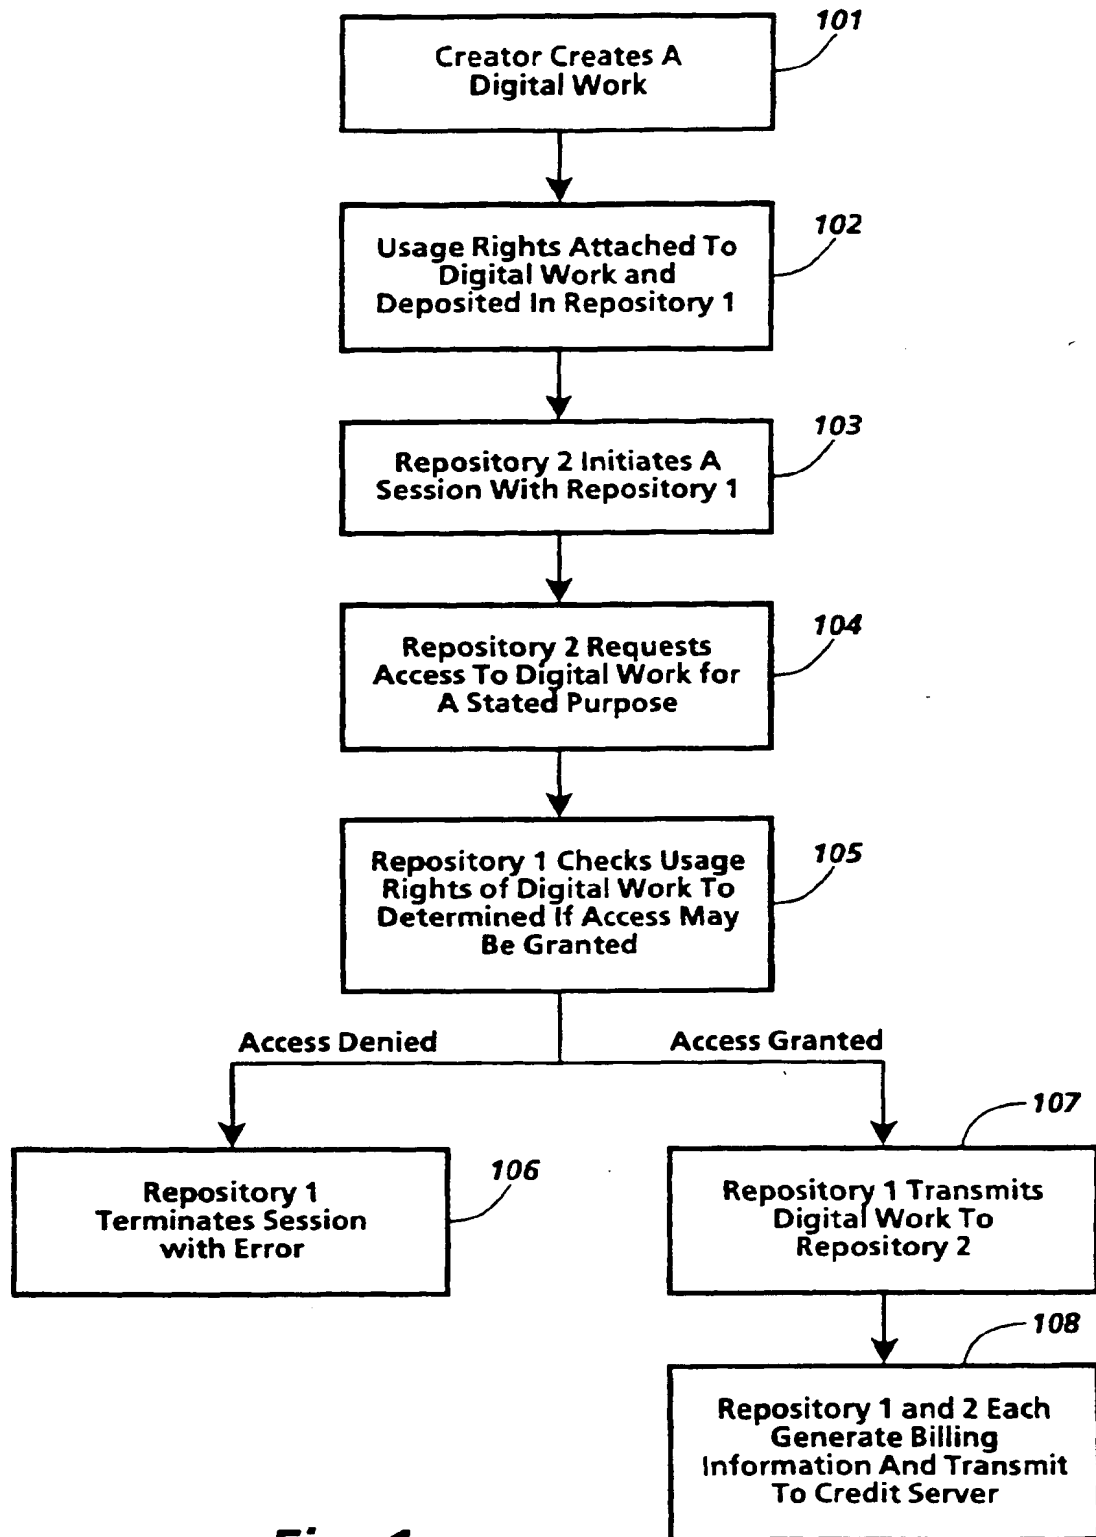 101
Creator Creates A
Digital Work
102
Usage Rights Attached To
Digital Work and
Deposited In Repository 1
103
Repository 2 Initiates A
Session With Repository 1
104
Repository 2 Requests
Access To Digital Work for
A Stated Purpose
105
Repository 1 Checks Usage
Rights of Digital Work To
Determined If Access May
Be Granted
Access Denied
Access Granted
106
Repository 1
Terminates Session
with Error
107
Repository 1 Transmits
Digital Work To
Repository 2
108
Repository 1 and 2 Each
Generate Billing
Information And Transmit
To Credit Server